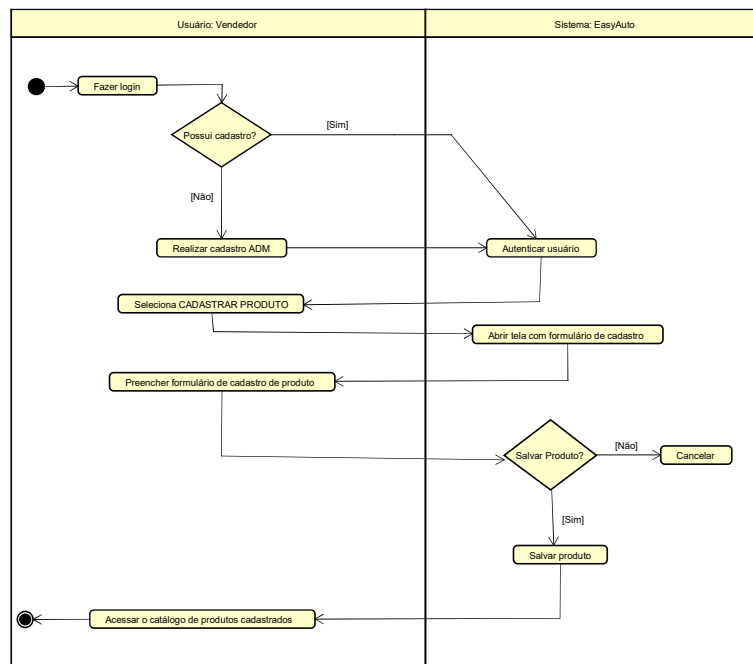 Usuário: Vendedor
Sistema: EasyAuto
Fazer login
Possui cadastro?
[Sim]
[Não]
Realizar cadastro ADM
Autenticar usuário
Seleciona CADASTRAR PRODUTO
Abrir tela com formulário de cadastro
Preencher formulário de cadastro de produto
Salvar Produto?
[Não]
Cancelar
[Sim]
Salvar produto
Acessar o catálogo de produtos cadastrados